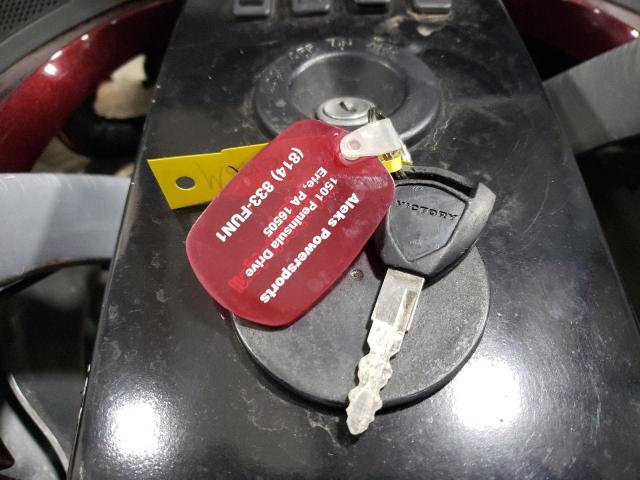 Aleks Powersports
1501 Peninsula Drive
Erie, PA 16505
(814) 833-FUN1
VICTORY